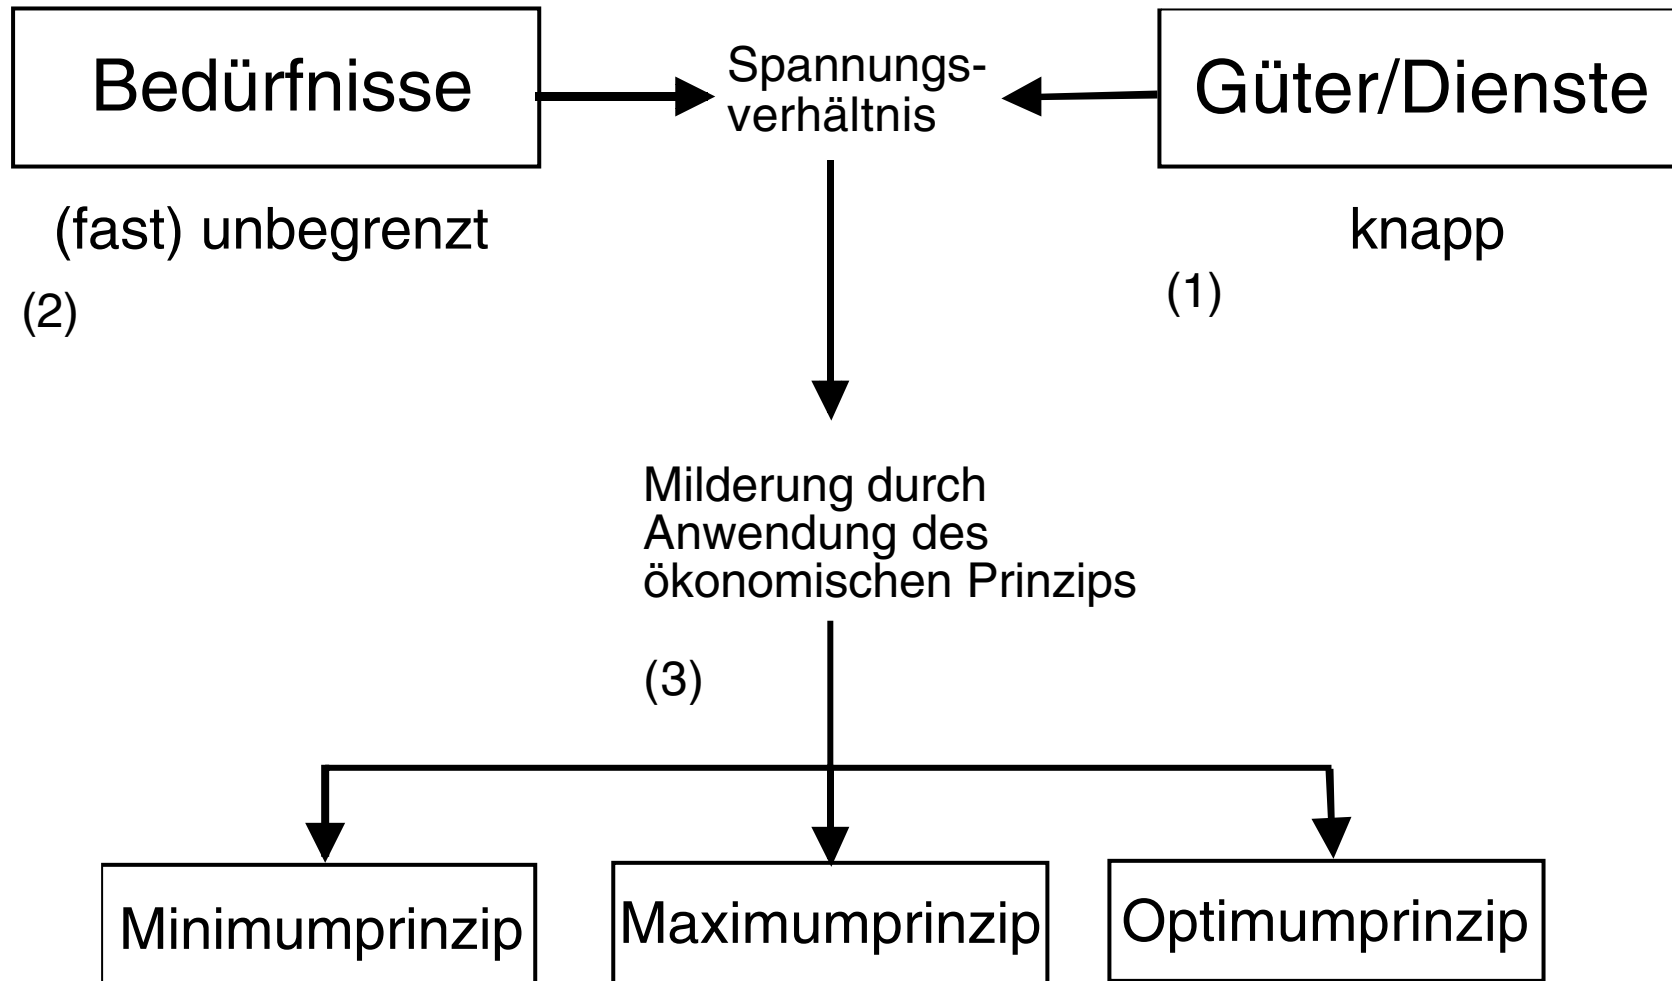 Bedürfnisse
Spannungs-
verhältnis
Güter/Dienste
(fast) unbegrenzt
knapp
(2)
(1)
Milderung durch
Anwendung des
ökonomischen Prinzips
(3)
Minimumprinzip
Maximumprinzip
Optimumprinzip